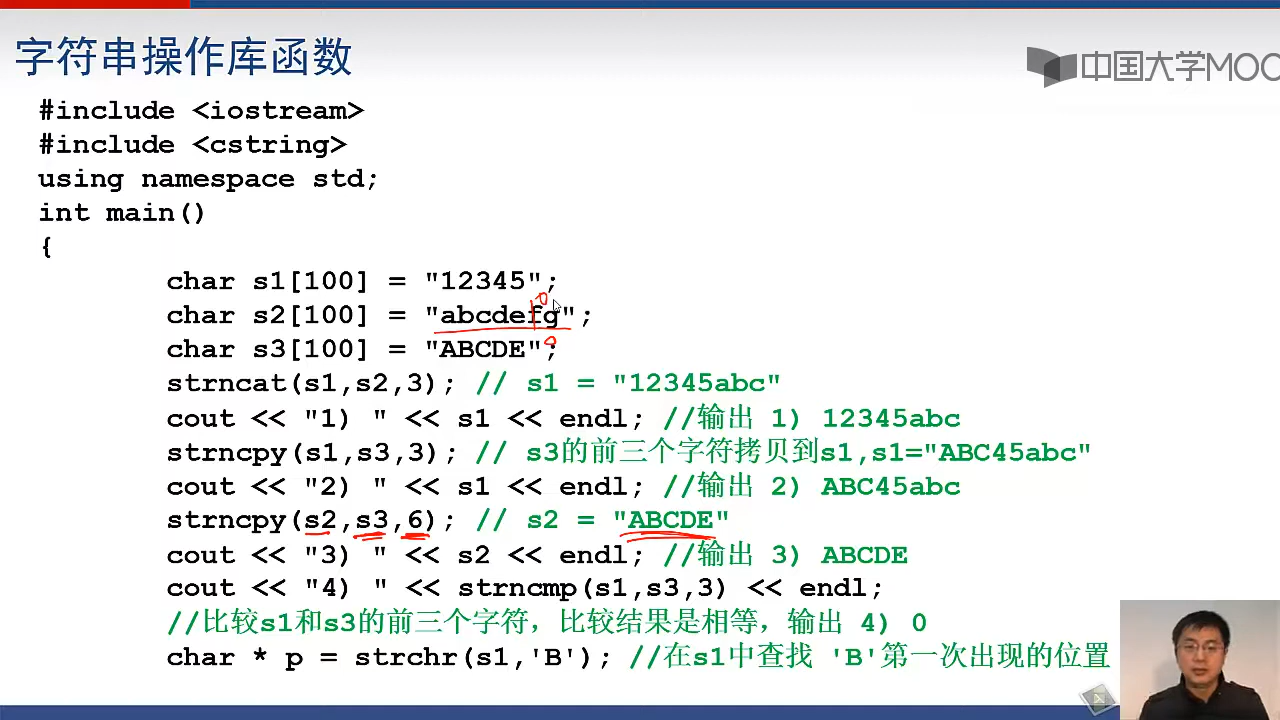 字符串操作库函数
中国大学MOO
#include <iostream>
#include <cstring>
using namespace std;
int main()
{
char s1[100] = "12345";
0
char s2[100] = "abcdefg";
char s3[100] = "ABCDE";
0
strncat(s1,s2,3); // s1 = "12345abc"
cout << "1) " << s1 << endl; //输出 1) 12345abc
strncpy(s1,s3,3); // s3的前三个字符拷贝到s1,s1="ABC45abc"
cout << "2) " << s1 << endl; //输出 2) ABC45abc
strncpy(s2,s3,6); // s2 = "ABCDE"
cout << "3) " << s2 << endl; //输出 3) ABCDE
cout << "4) " << strncmp(s1,s3,3) << endl;
//比较s1和s3的前三个字符，比较结果是相等，输出 4) 0
char * p = strchr(s1,'B'); //在s1中查找 'B'第一次出现的位置